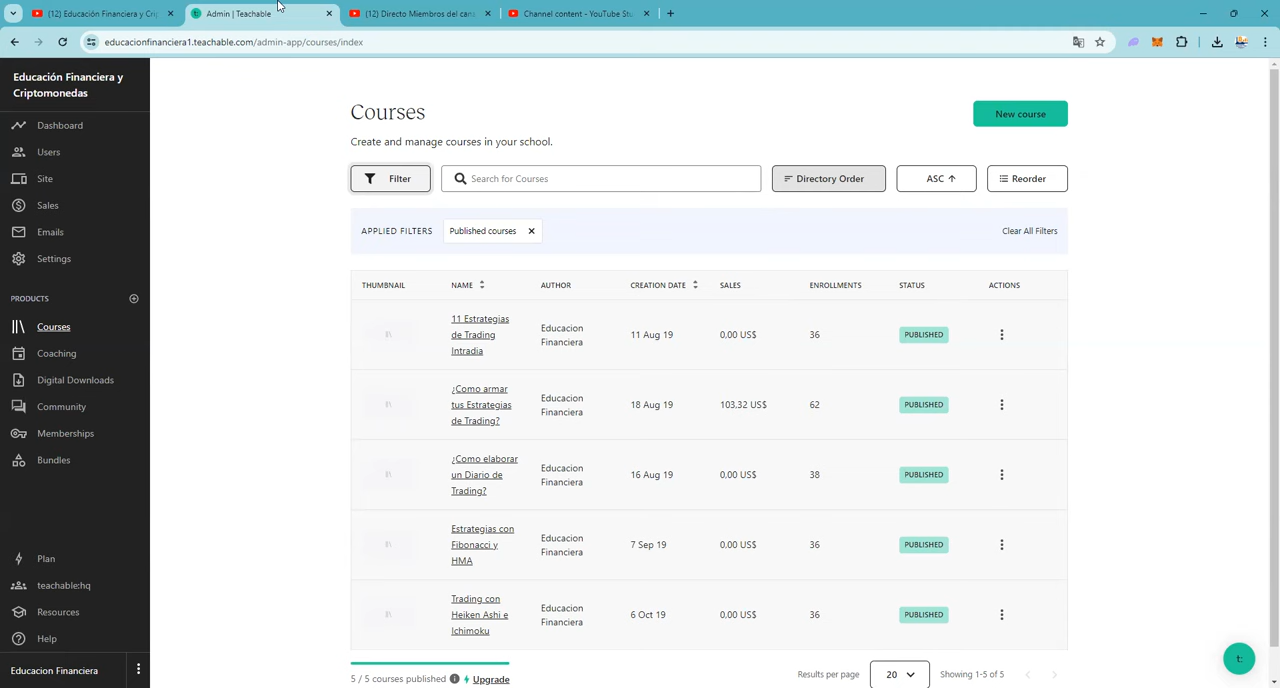 (12) Educación Financiera y Crip
Admin | Teachable
(12) Directo Miembros del cana
Channel content - YouTube Stu
educacionfinanciera1.teachable.com/admin-app/courses/index
Educación Financiera y
Criptomonedas
Dashboard
Users
Site
Sales
Emails
Settings
PRODUCTS
Courses
Coaching
Digital Downloads
Community
Memberships
Bundles
Plan
teachable:hq
Resources
Help
Educacion Financiera
Courses
New course
Create and manage courses in your school.
Filter
Search for Courses
Directory Order
ASC
Reorder
APPLIED FILTERS
Published courses
Clear All Filters
THUMBNAIL NAME AUTHOR CREATION DATE SALES ENROLLMENTS STATUS ACTIONS
11 Estrategias
de Trading
Intradia
Educacion
Financiera
11 Aug 19
0,00 US$
36
PUBLISHED
¿Como armar
tus Estrategias
de Trading?
Educacion
Financiera
18 Aug 19
103,32 US$
62
PUBLISHED
¿Como elaborar
un Diario de
Trading?
Educacion
Financiera
16 Aug 19
0,00 US$
38
PUBLISHED
Estrategias con
Fibonacci y
HMA
Educacion
Financiera
7 Sep 19
0,00 US$
36
PUBLISHED
Trading con
Heiken Ashi e
Ichimoku
Educacion
Financiera
6 Oct 19
0,00 US$
36
PUBLISHED
5 / 5 courses published
Upgrade
Results per page
20
Showing 1-5 of 5
t: